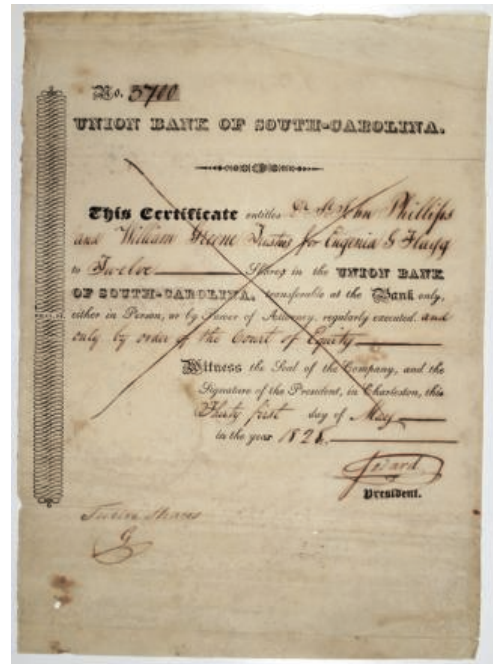 No. 3700
UNION BANK OF SOUTH-CAROLINA.
This Certificate entitles John Phillips
and William Greene Trustees for Eugenia G Flagg
to Twelve Shares in the UNION BANK
OF SOUTH-CAROLINA, transferable at the Bank only,
either in Person, or by Power of Attorney, regularly executed. and
only by order of the Court of Equity
Witness the Seal of the Company, and the
Signature of the President, in Charleston, this
Thirty first day of May
in the year 1828.
President.
Twelve Shares